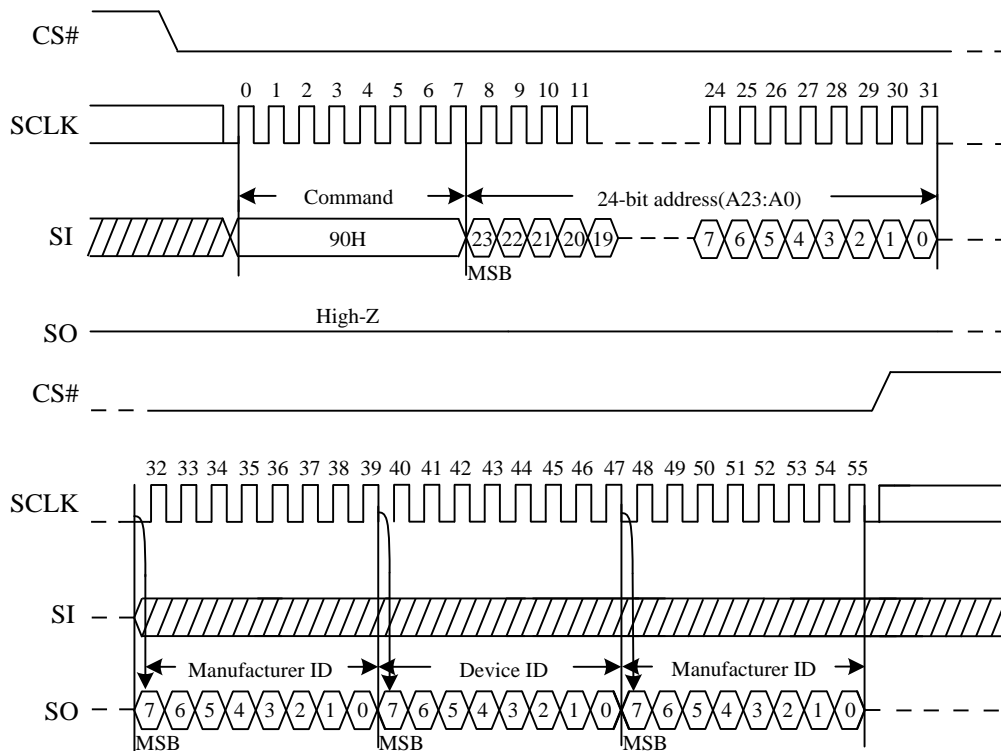 CS#
0 1 2 3 4 5 6 7 8 9 10 11 24 25 26 27 28 29 30 31
SCLK
Command 24-bit address(A23:A0)
SI 90H 23 22 21 20 19 7 6 5 4 3 2 1 0
MSB
High-Z
SO
CS#
32 33 34 35 36 37 38 39 40 41 42 43 44 45 46 47 48 49 50 51 52 53 54 55
SCLK
SI
Manufacturer ID Device ID Manufacturer ID
SO 7 6 5 4 3 2 1 0 7 6 5 4 3 2 1 0 7 6 5 4 3 2 1 0
MSB MSB MSB